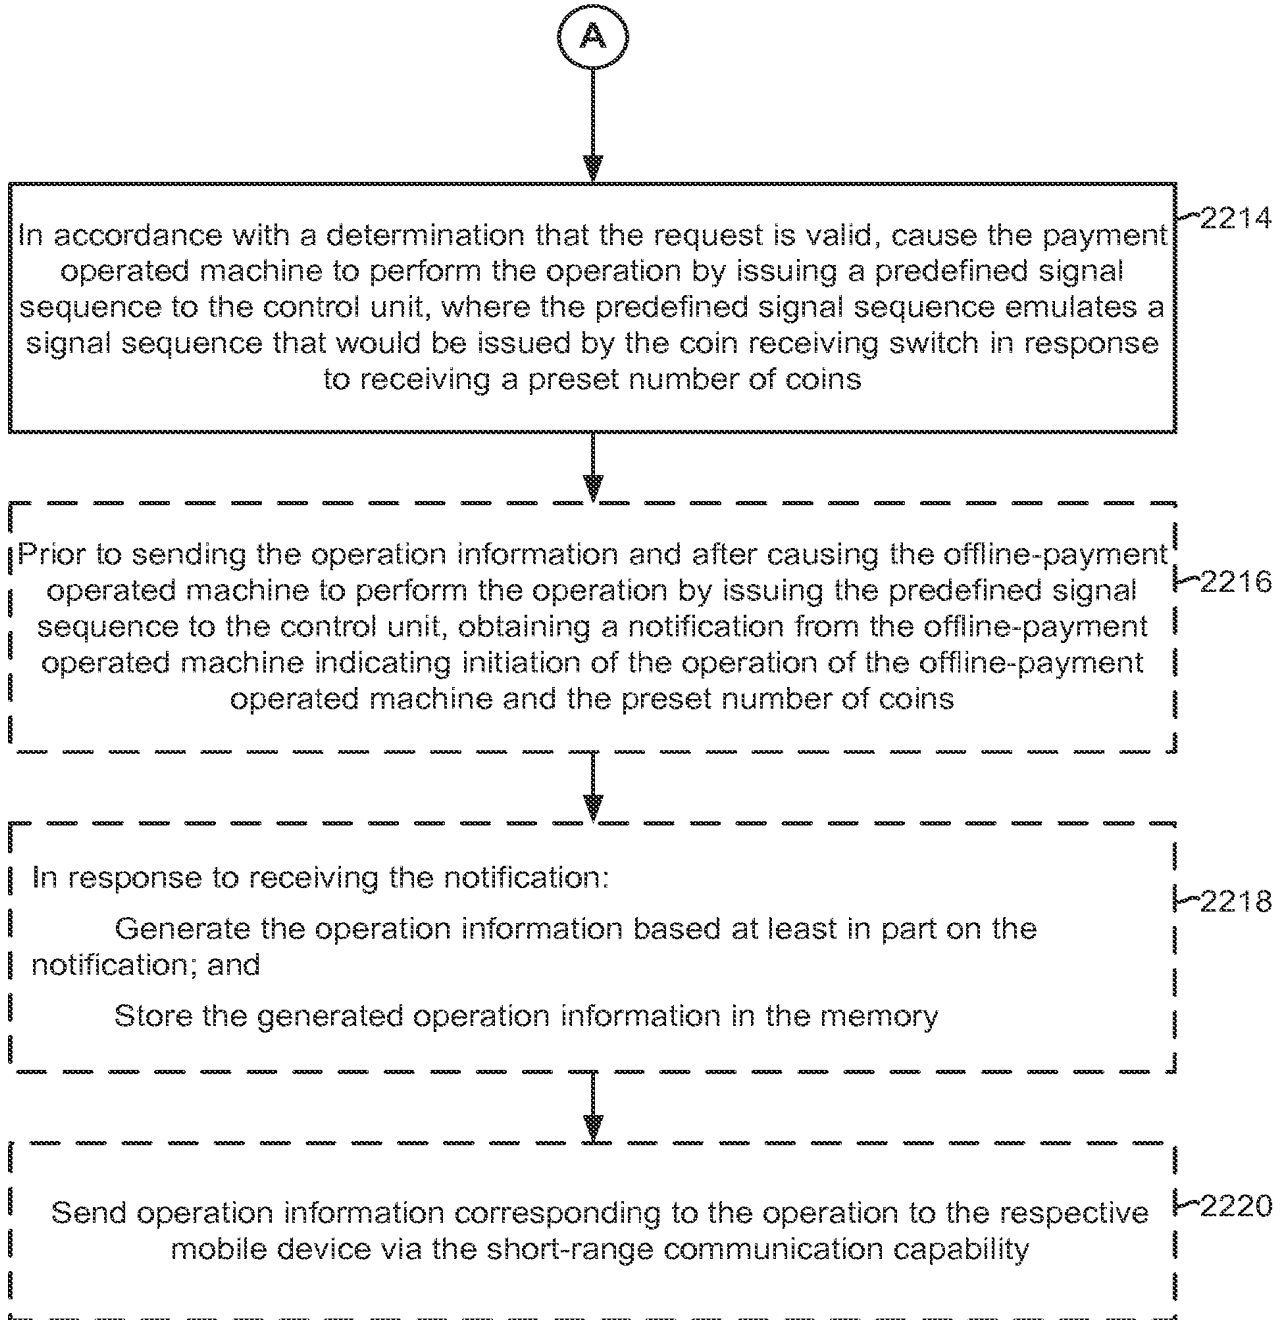 A
In accordance with a determination that the request is valid, cause the payment
operated machine to perform the operation by issuing a predefined signal
sequence to the control unit, where the predefined signal sequence emulates a
signal sequence that would be issued by the coin receiving switch in response
to receiving a preset number of coins
2214
Prior to sending the operation information and after causing the offline-payment
operated machine to perform the operation by issuing the predefined signal
sequence to the control unit, obtaining a notification from the offline-payment
operated machine indicating initiation of the operation of the offline-payment
operated machine and the preset number of coins
2216
In response to receiving the notification:
Generate the operation information based at least in part on the
notification; and
Store the generated operation information in the memory
2218
Send operation information corresponding to the operation to the respective
mobile device via the short-range communication capability
2220